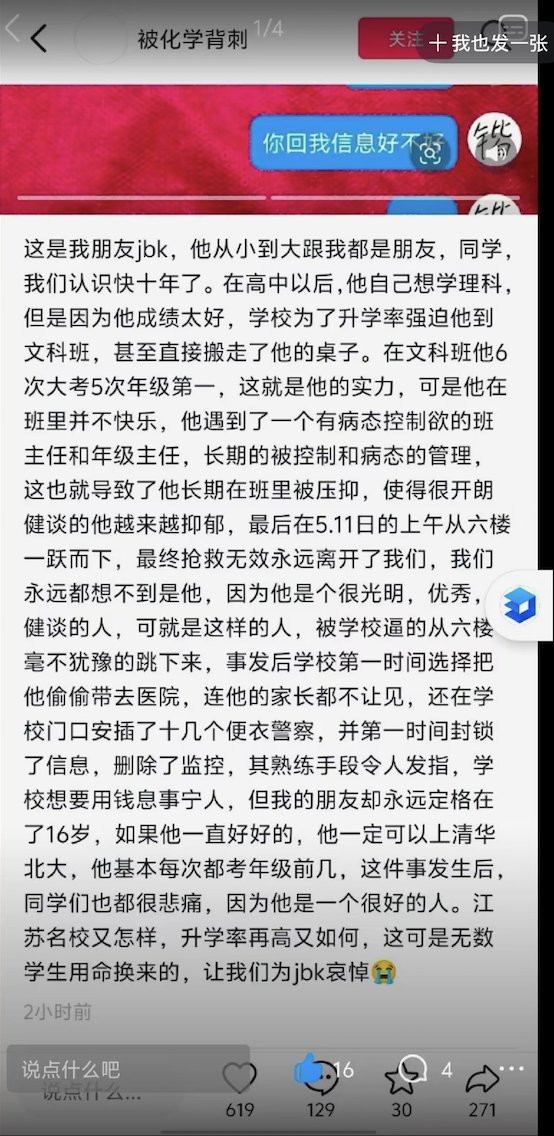 被化学背刺
1/4
关注
+ 我也发一张
你回我信息好不好
这是我朋友jbk，他从小到大跟我都是朋友，同学，
我们认识快十年了。在高中以后,他自己想学理科，
但是因为他成绩太好，学校为了升学率强迫他到
文科班，甚至直接搬走了他的桌子。在文科班他6
次大考5次年级第一，这就是他的实力，可是他在
班里并不快乐，他遇到了一个有病态控制欲的班
主任和年级主任，长期的被控制和病态的管理，
这也就导致了他长期在班里被压抑，使得很开朗
健谈的他越来越抑郁，最后在5.11日的上午从六楼
一跃而下，最终抢救无效永远离开了我们，我们
永远都想不到是他，因为他是个很光明，优秀，
健谈的人，可就是这样的人，被学校逼的从六楼
毫不犹豫的跳下来，事发后学校第一时间选择把
他偷偷带去医院，连他的家长都不让见，还在学
校门口安插了十几个便衣警察，并第一时间封锁
了信息，删除了监控，其熟练手段令人发指，学
校想要用钱息事宁人，但我的朋友却永远定格在
了16岁，如果他一直好好的，他一定可以上清华
北大，他基本每次都考年级前几，这件事发生后，
同学们也都很悲痛，因为他是一个很好的人。江
苏名校又怎样，升学率再高又如何，这可是无数
学生用命换来的，让我们为jbk哀悼😭
2小时前
说点什么吧
说点什么...
16
4
619
129
30
271